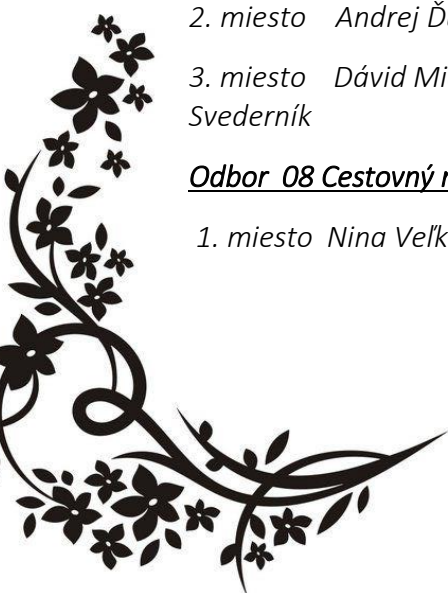 2. miesto Andrej
3. miesto Dávid
Svederník
Odbor 08 Cestovný
1. miesto Nina